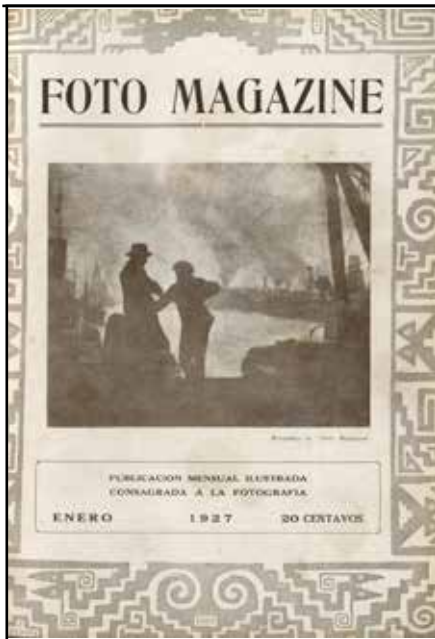 FOTO MAGAZINE
PUBLICACION MENSUAL ILUSTRADA
CONSAGRADA A LA FOTOGRAFIA
ENERO 1927 20 CENTAVOS